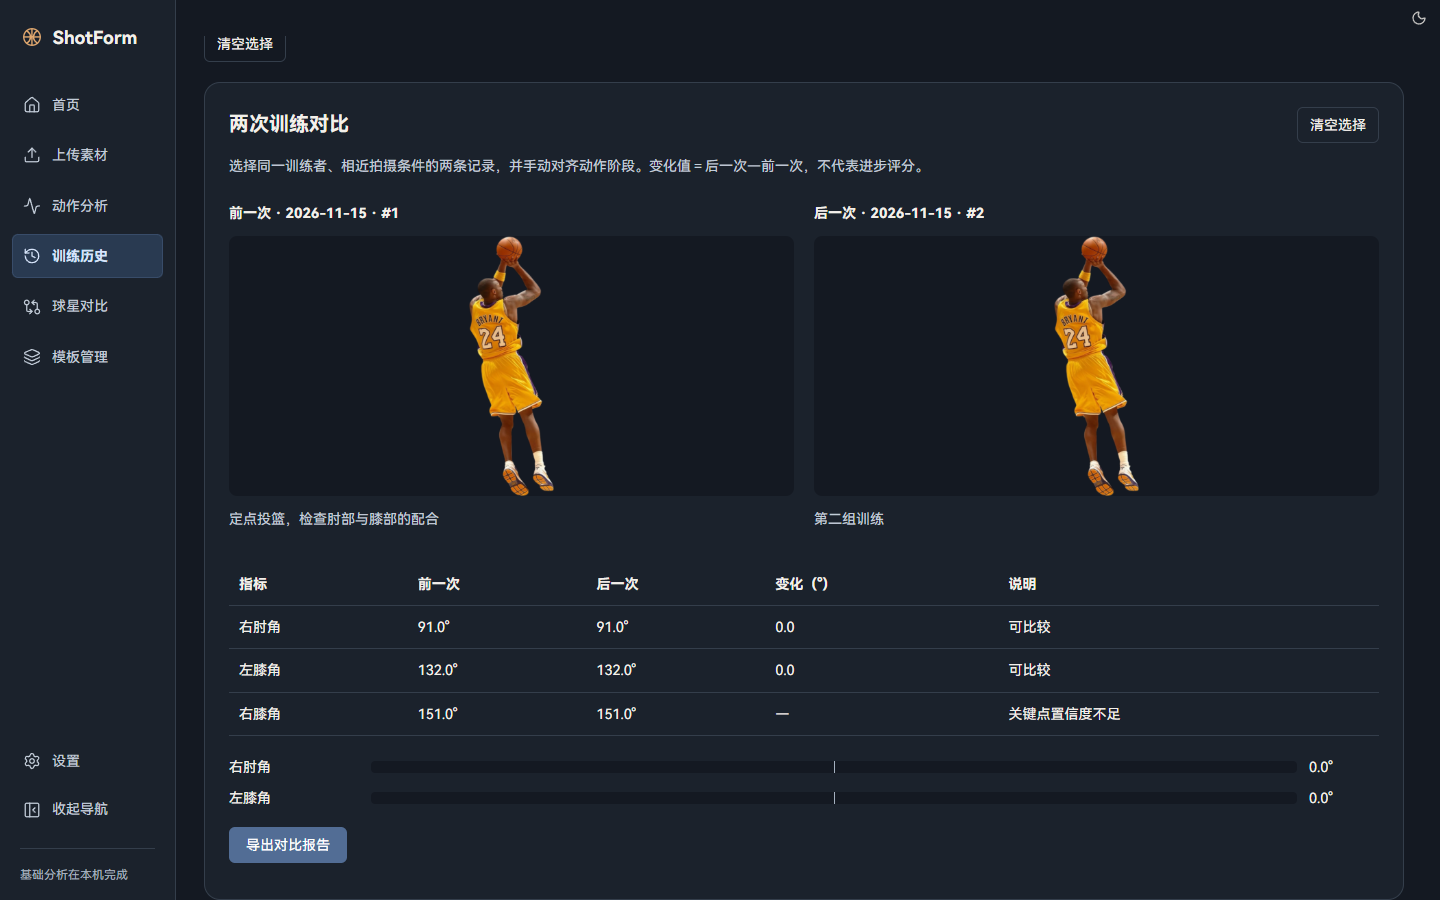 ShotForm
首页
上传素材
动作分析
训练历史
球星对比
模板管理
设置
收起导航
基础分析在本机完成
清空选择
两次训练对比
清空选择
选择同一训练者、相近拍摄条件的两条记录，并手动对齐动作阶段。变化值 = 后一次−前一次，不代表进步评分。
前一次 · 2026-11-15 · #1
后一次 · 2026-11-15 · #2
BRYANT
24
BRYANT
24
定点投篮，检查肘部与膝部的配合
第二组训练
指标 前一次 后一次 变化（°） 说明
右肘角 91.0° 91.0° 0.0 可比较
左膝角 132.0° 132.0° 0.0 可比较
右膝角 151.0° 151.0° — 关键点置信度不足
右肘角 0.0°
左膝角 0.0°
导出对比报告